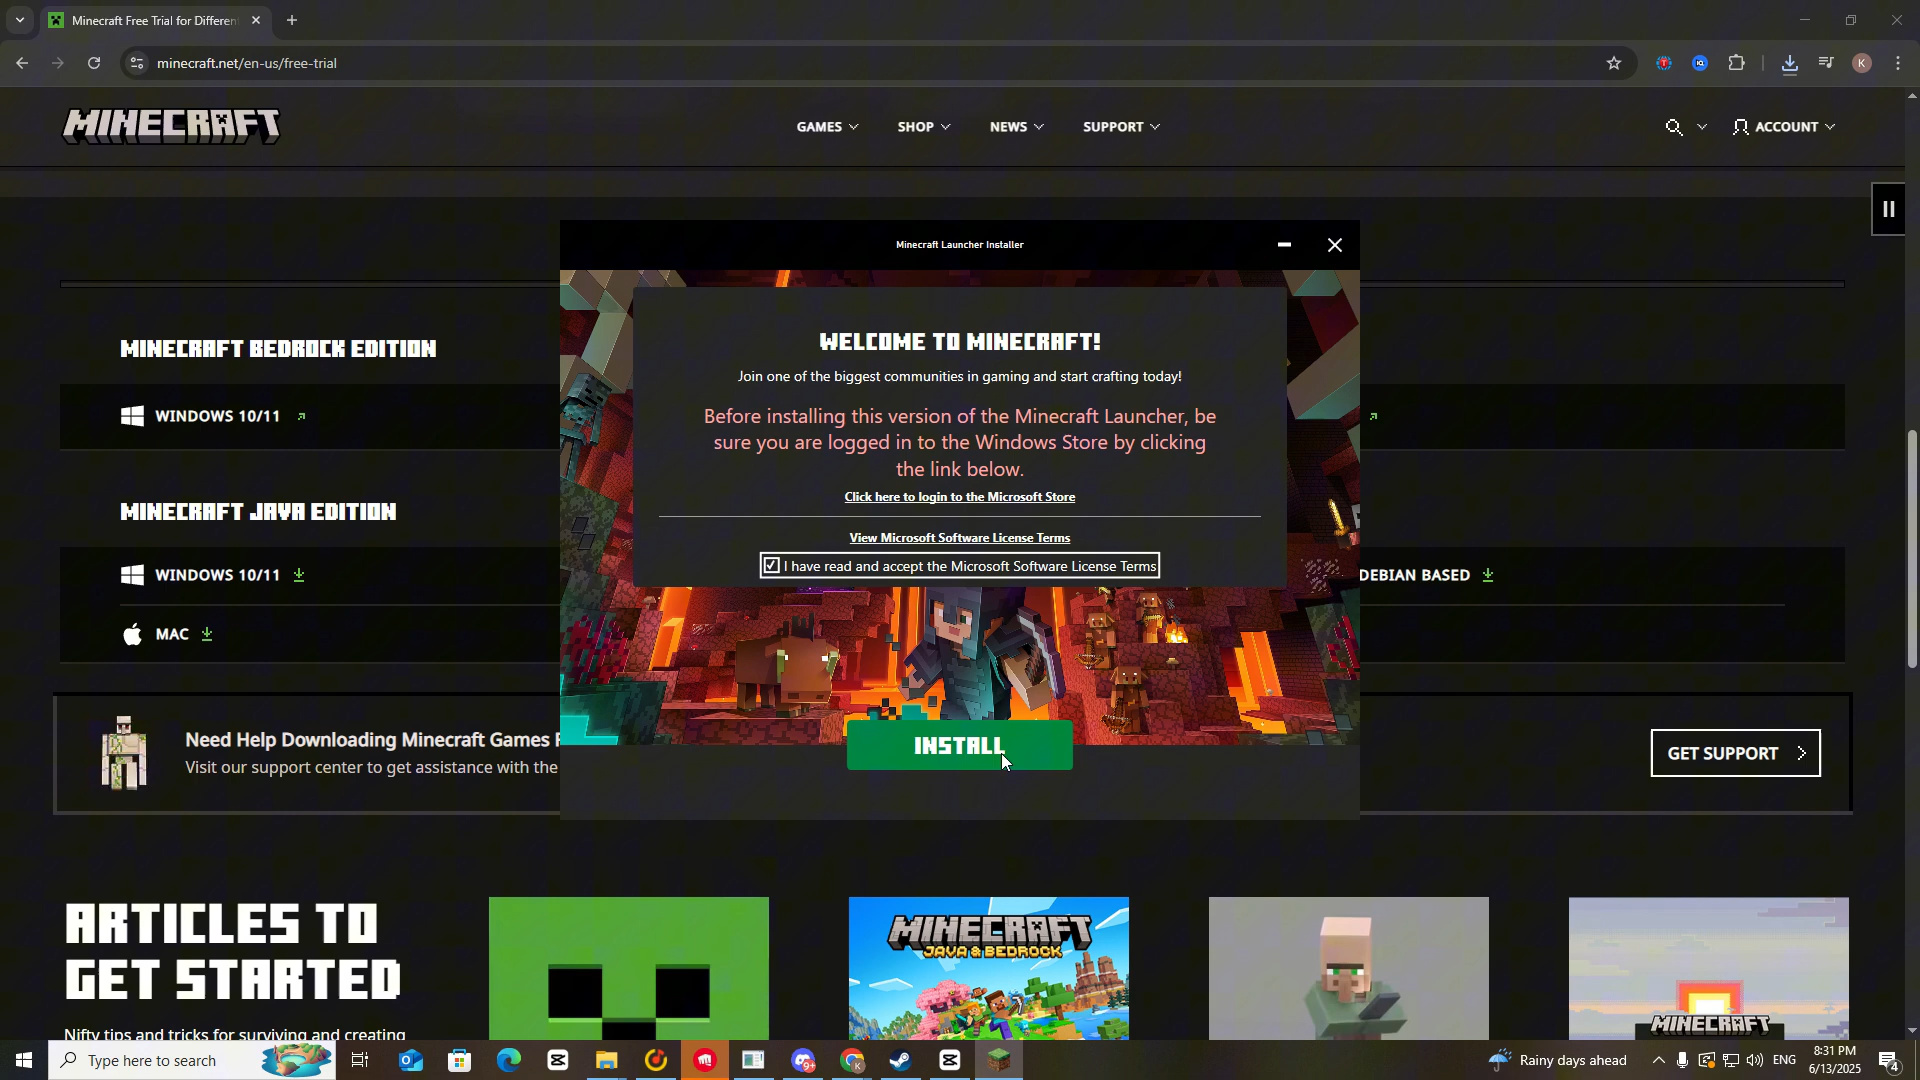 Minecraft Free Trial for Different
minecraft.net/en-us/free-trial
K
MINECRAFT
GAMES
SHOP
NEWS
SUPPORT
ACCOUNT
Minecraft Launcher Installer
WELCOME TO MINECRAFT!
Join one of the biggest communities in gaming and start crafting today!
Before installing this version of the Minecraft Launcher, be
sure you are logged in to the Windows Store by clicking
the link below.
Click here to login to the Microsoft Store
View Microsoft Software License Terms
I have read and accept the Microsoft Software License Terms
INSTALL
MINECRAFT BEDROCK EDITION
WINDOWS 10/11
MINECRAFT JAVA EDITION
WINDOWS 10/11
DEBIAN BASED
MAC
Need Help Downloading Minecraft Games F
Visit our support center to get assistance with the
GET SUPPORT
ARTICLES TO
GET STARTED
Nifty tips and tricks for surviving and creating
MINECRAFT
JAVA & BEDROCK
MINECRAFT
Type here to search
9+
K
Rainy days ahead
ENG
8:31 PM
6/13/2025
4